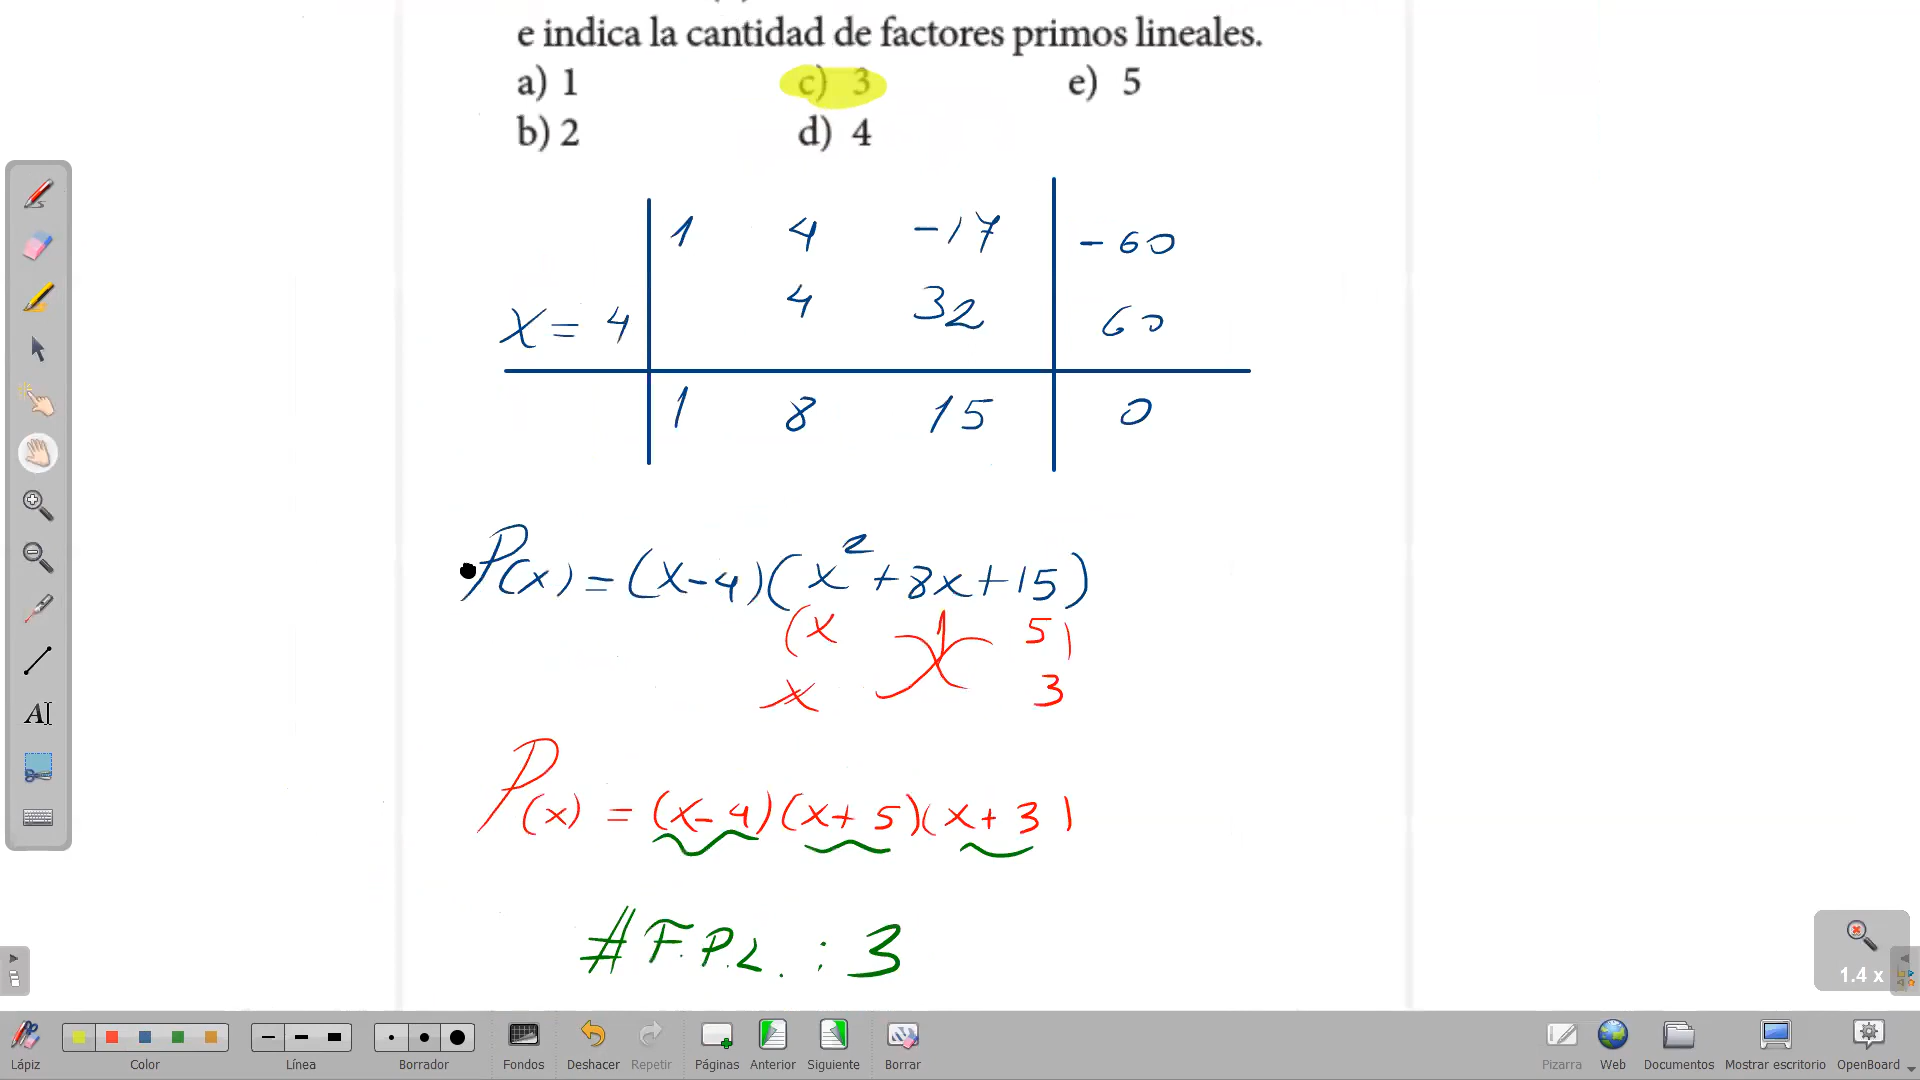 e indica la cantidad de factores primos lineales.
a) 1 c) 3 e) 5
b) 2 d) 4
1 4 -17 -60
x = 4 4 32 60
1 8 15 0
P(x) = (x-4)(x²+8x+15)
(x 5)
x 3
P(x) = (x-4)(x+5)(x+3)
# F.P.L. : 3
1.4 x
Lápiz Color Línea Borrador Fondos Deshacer Repetir Páginas Anterior Siguiente Borrar Pizarra Web Documentos Mostrar escritorio OpenBoard